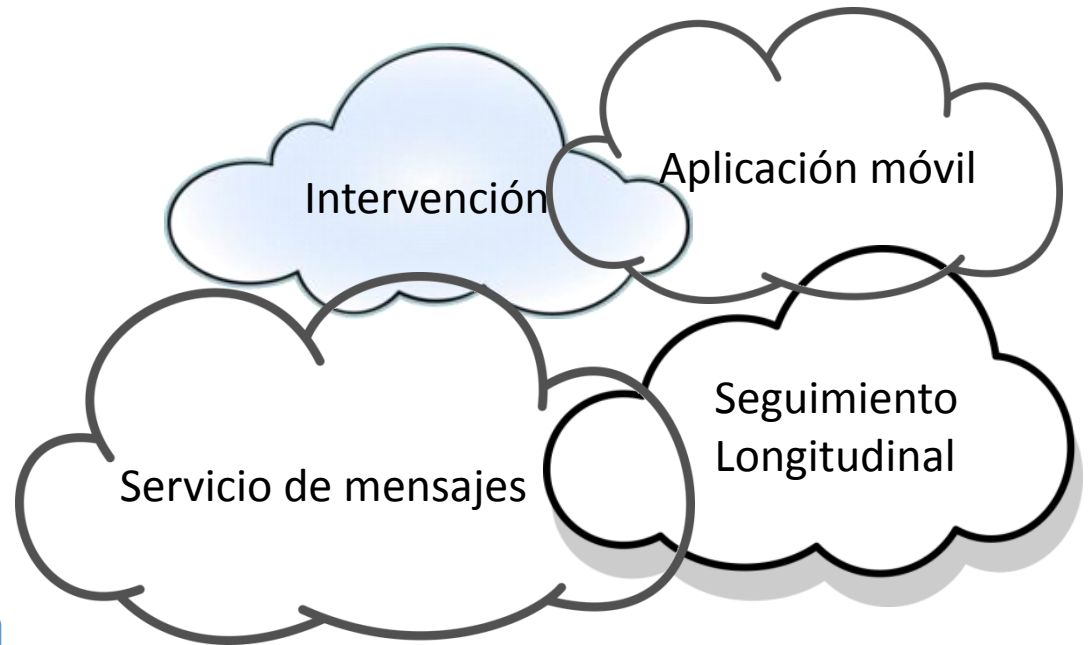 Intervención
Aplicación móvil
Seguimiento
Longitudinal
Servicio de mensajes